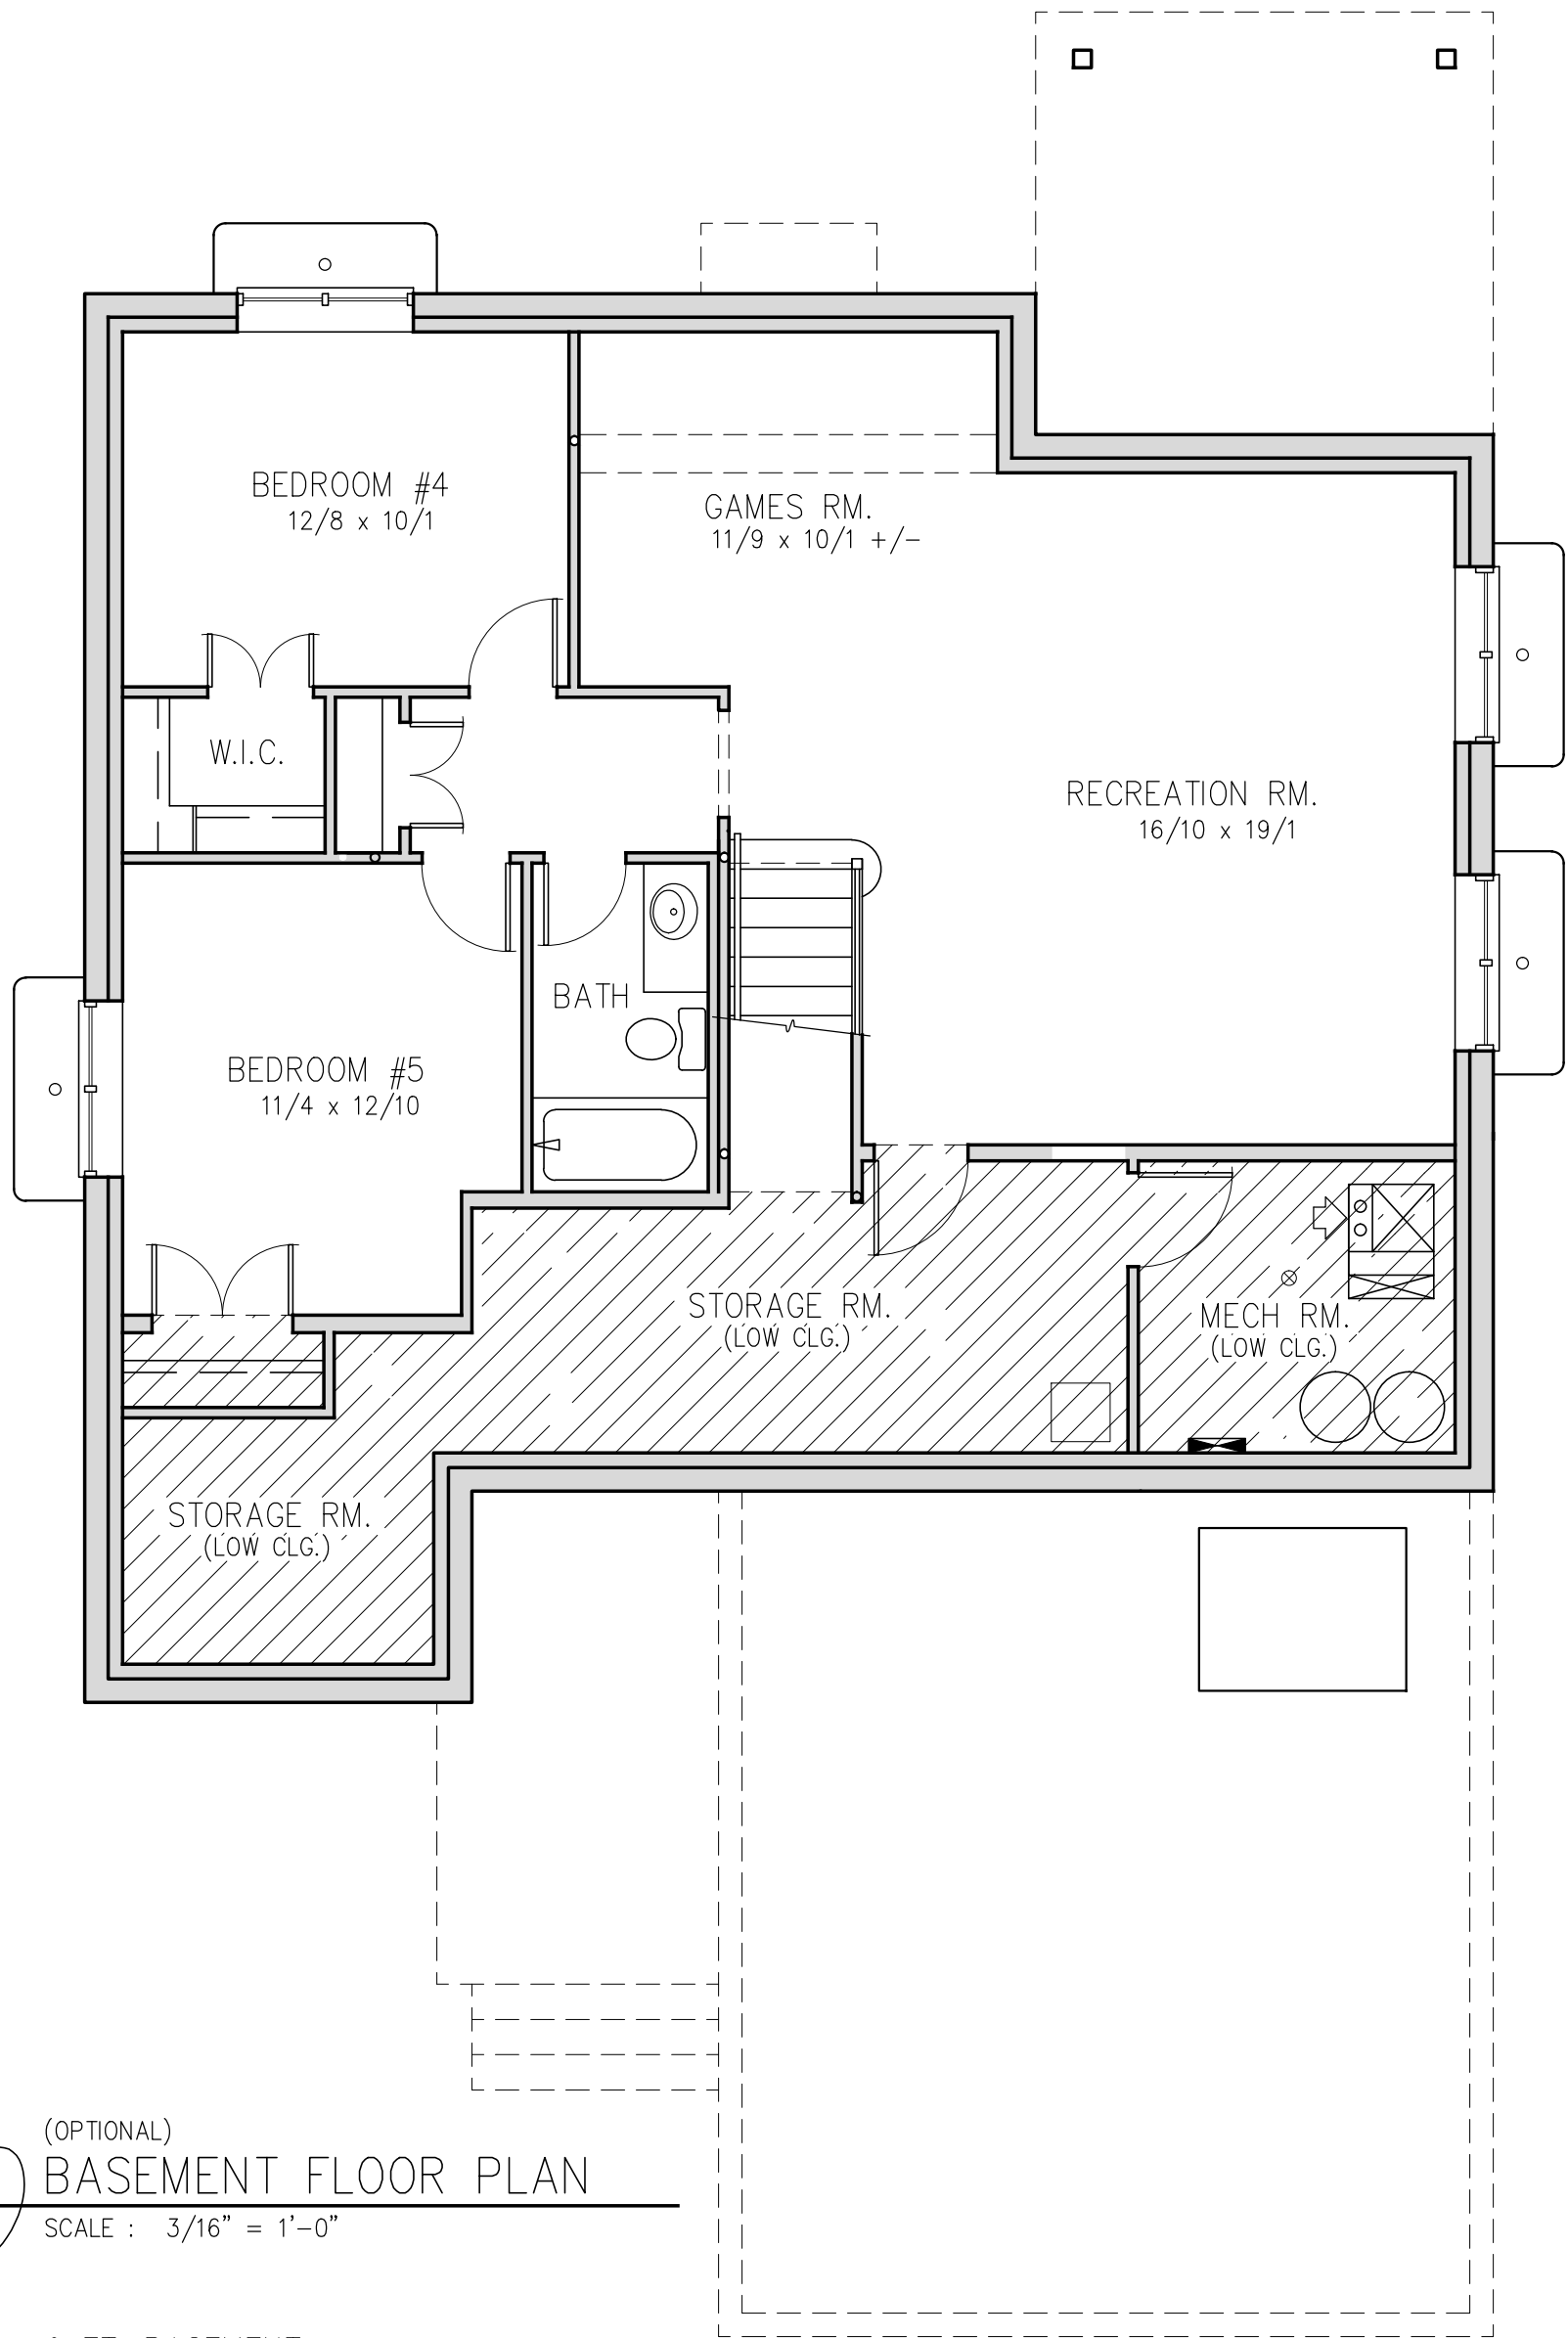 BEDROOM #4
12/8 x 10/1
GAMES RM.
11/9 x 10/1 +/-
W.I.C.
RECREATION RM.
16/10 x 19/1
BATH
BEDROOM #5
11/4 x 12/10
STORAGE RM.
(LOW CLG.)
MECH RM.
(LOW CLG.)
STORAGE RM.
(LOW CLG.)
(OPTIONAL)
BASEMENT FLOOR PLAN
SCALE : 3/16" = 1'-0"